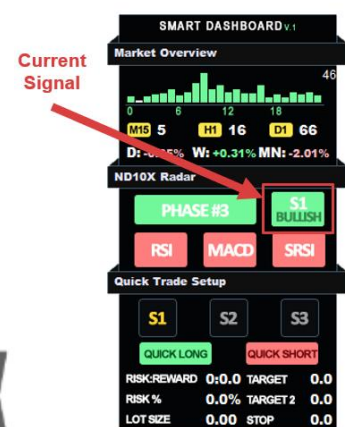 SMART DASHBOARD V.1
Market Overview
Current
Signal
46
0 6 12 18
M15 5 H1 16 D1 66
D: W: +0.31% MN: -2.01%
ND10X Radar
PHASE #3 S1
BULLISH
RSI MACD SRSI
Quick Trade Setup
S1 S2 S3
QUICK LONG QUICK SHORT
RISK:REWARD 0:0.0 TARGET 0.0
RISK % 0.0% TARGET 2 0.0
LOT SIZE 0.00 STOP 0.0